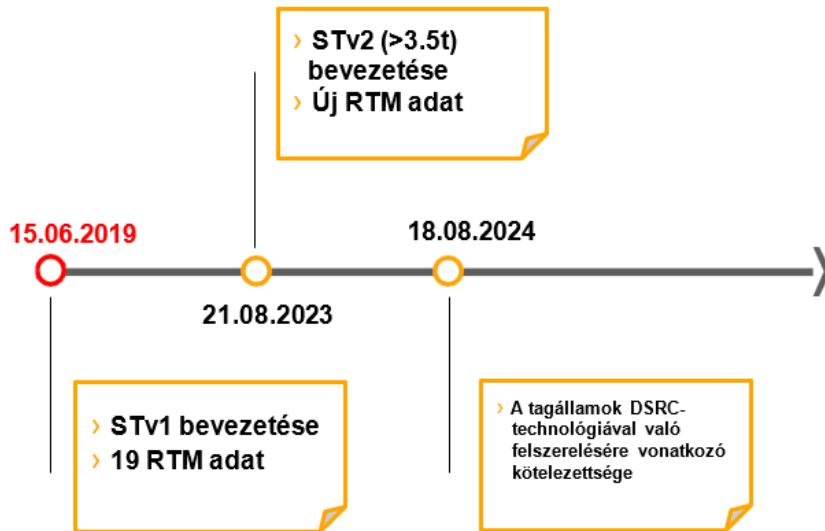 › STv2 (>3.5t)
bevezetése
› Új RTM adat
15.06.2019
18.08.2024
21.08.2023
› STv1 bevezetése
› 19 RTM adat
› A tagállamok DSRC-
technológiával való
felszerelésére vonatkozó
kötelezettsége